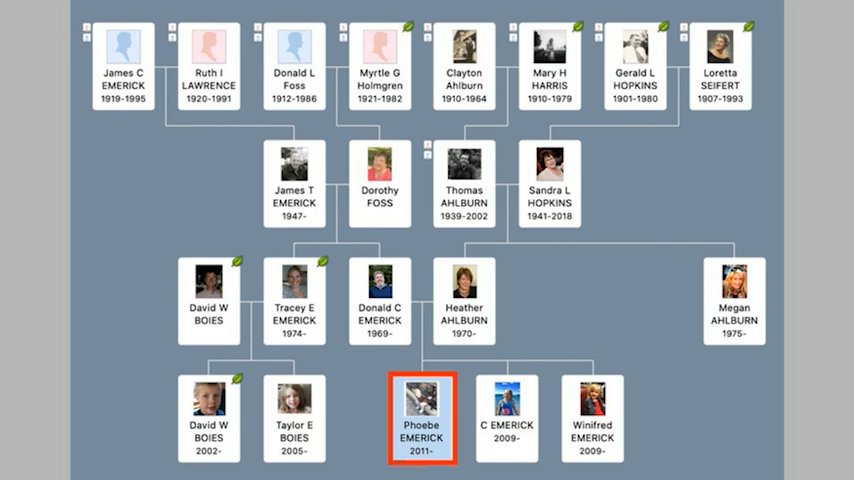 James C
EMERICK
1919-1995
Ruth I
LAWRENCE
1920-1991
Donald L
Foss
1912-1986
Myrtle G
Holmgren
1921-1982
Clayton
Ahlburn
1910-1964
Mary H
HARRIS
1910-1979
Gerald L
HOPKINS
1901-1980
Loretta
SEIFERT
1907-1993
James T
EMERICK
1947-
Dorothy
FOSS
Thomas
AHLBURN
1939-2002
Sandra L
HOPKINS
1941-2018
David W
BOIES
Tracey E
EMERICK
1974-
Donald C
EMERICK
1969-
Heather
AHLBURN
1970-
Megan
AHLBURN
1975-
David W
BOIES
2002-
Taylor E
BOIES
2005-
Phoebe
EMERICK
2011-
C EMERICK
2009-
Winifred
EMERICK
2009-